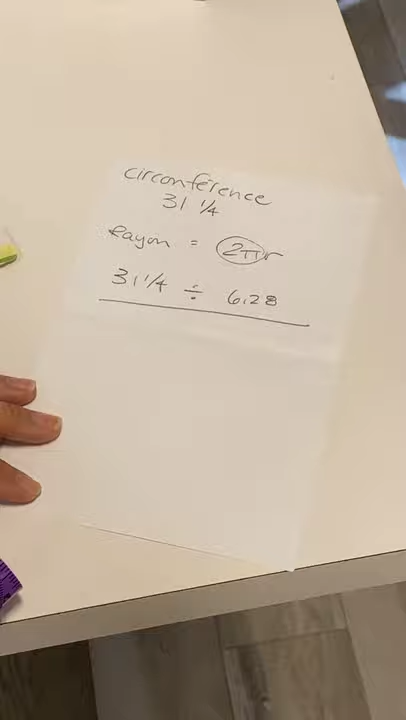 circonférence
31 1/4
Rayon = 2πr
31 1/4 ÷ 6.28